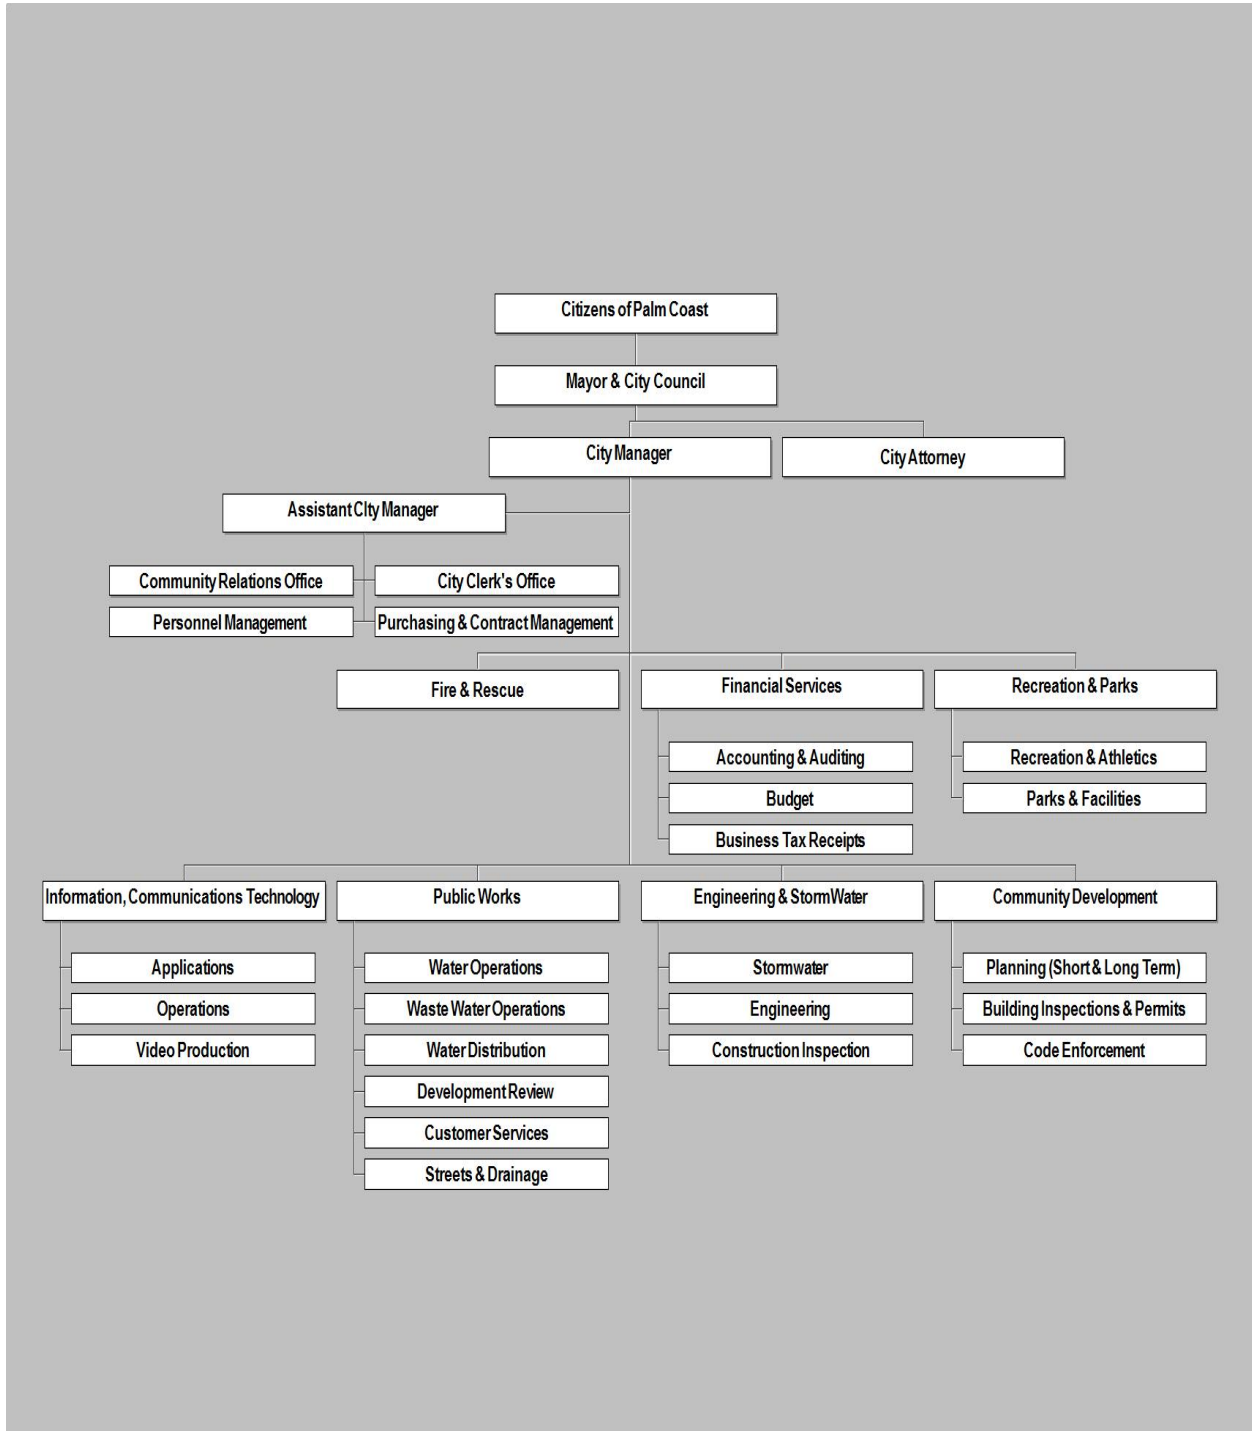 Citizens of Palm Coast
Mayor & City Council
City Manager
City Attorney
Assistant CIty Manager
Community Relations Office
City Clerk's Office
Personnel Management
Purchasing & Contract Management
Fire & Rescue
Financial Services
Recreation & Parks
Accounting & Auditing
Recreation & Athletics
Budget
Parks & Facilities
Business Tax Receipts
Information, Communications Technology
Public Works
Engineering & StormWater
Community Development
Applications
Water Operations
Stormwater
Planning (Short & Long Term)
Operations
Waste Water Operations
Engineering
Building Inspections & Permits
Video Production
Water Distribution
Construction Inspection
Code Enforcement
Development Review
Customer Services
Streets & Drainage